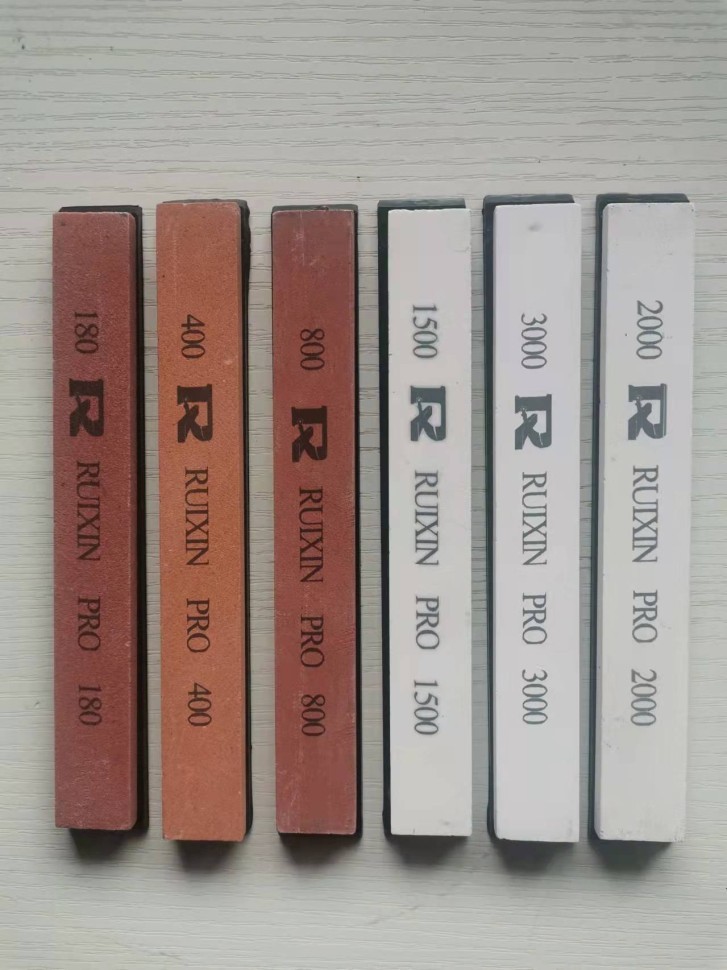 180 R RUIXIN PRO 180
400 R RUIXIN PRO 400
800 R RUIXIN PRO 800
1500 R RUIXIN PRO 1500
3000 R RUIXIN PRO 3000
2000 R RUIXIN PRO 2000